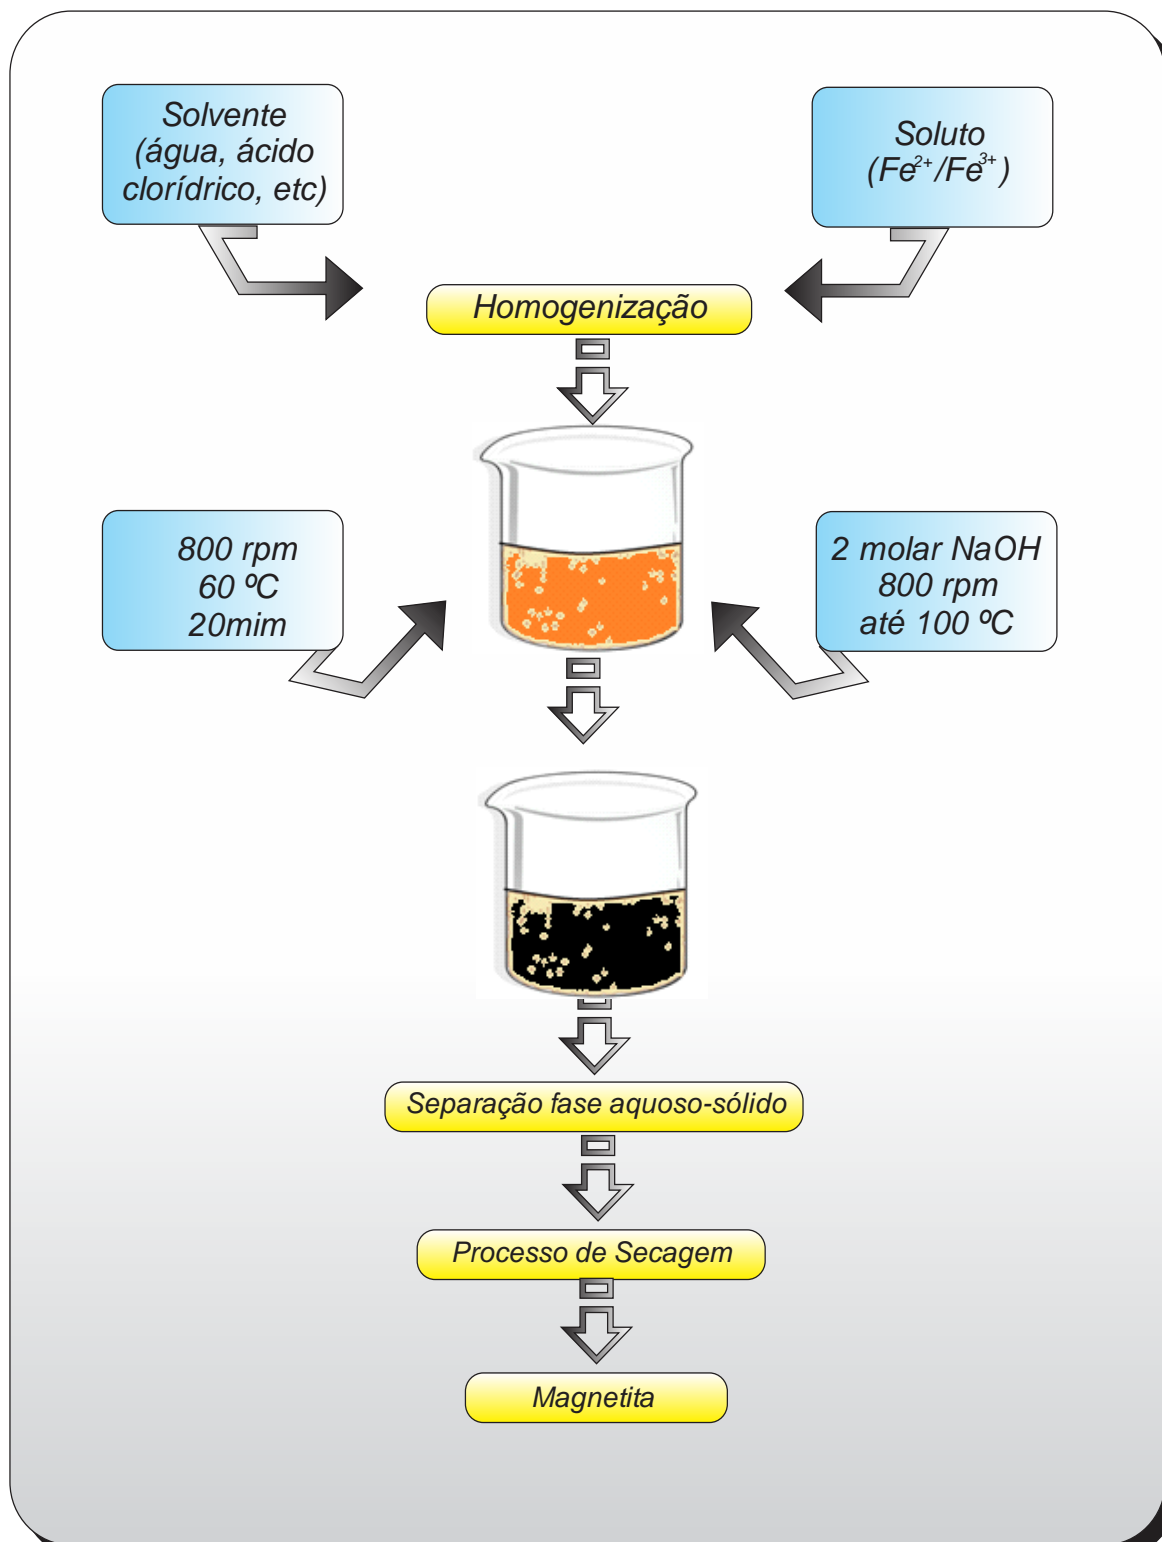 Solvente
(água, ácido
clorídrico, etc)
Soluto
(Fe²⁺/Fe³⁺)
Homogenização
800 rpm
60 ºC
20mim
2 molar NaOH
800 rpm
até 100 ºC
Separação fase aquoso-sólido
Processo de Secagem
Magnetita